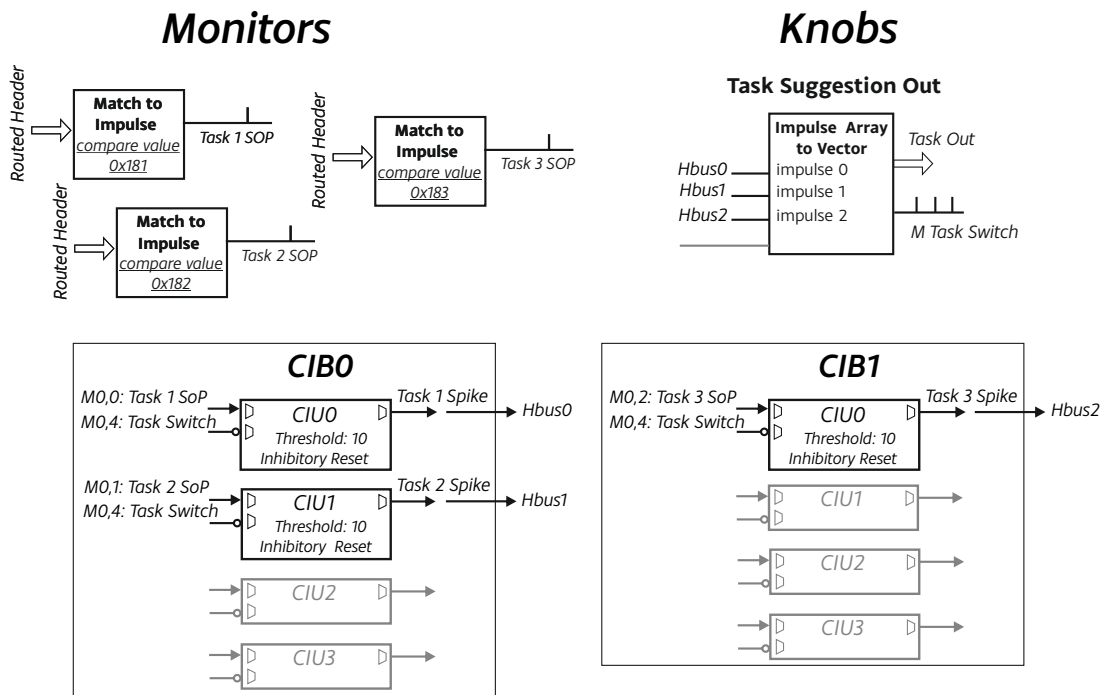 Monitors
Routed Header
Match to
Impulse
compare value
0x181
Task 1 SOP
Routed Header
Match to
Impulse
compare value
0x183
Task 3 SOP
Routed Header
Match to
Impulse
compare value
0x182
Task 2 SOP
Knobs
Task Suggestion Out
Impulse Array
to Vector
Hbus0
impulse 0
Hbus1
impulse 1
Hbus2
impulse 2
Task Out
M Task Switch
CIB0
M0,0: Task 1 SoP
M0,4: Task Switch
CIU0
Threshold: 10
Inhibitory Reset
Task 1 Spike
Hbus0
M0,1: Task 2 SoP
M0,4: Task Switch
CIU1
Threshold: 10
Inhibitory Reset
Task 2 Spike
Hbus1
CIU2
CIU3
CIB1
M0,2: Task 3 SoP
M0,4: Task Switch
CIU0
Threshold: 10
Inhibitory Reset
Task 3 Spike
Hbus2
CIU1
CIU2
CIU3